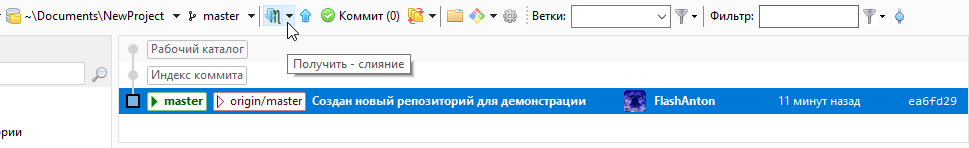 ~\Documents\NewProject master Коммит (0) Ветки: Фильтр:
Рабочий каталог
Получить - слияние
Индекс коммита
master origin/master Создан новый репозиторий для демонстрации FlashAnton 11 минут назад ea6fd29
ории